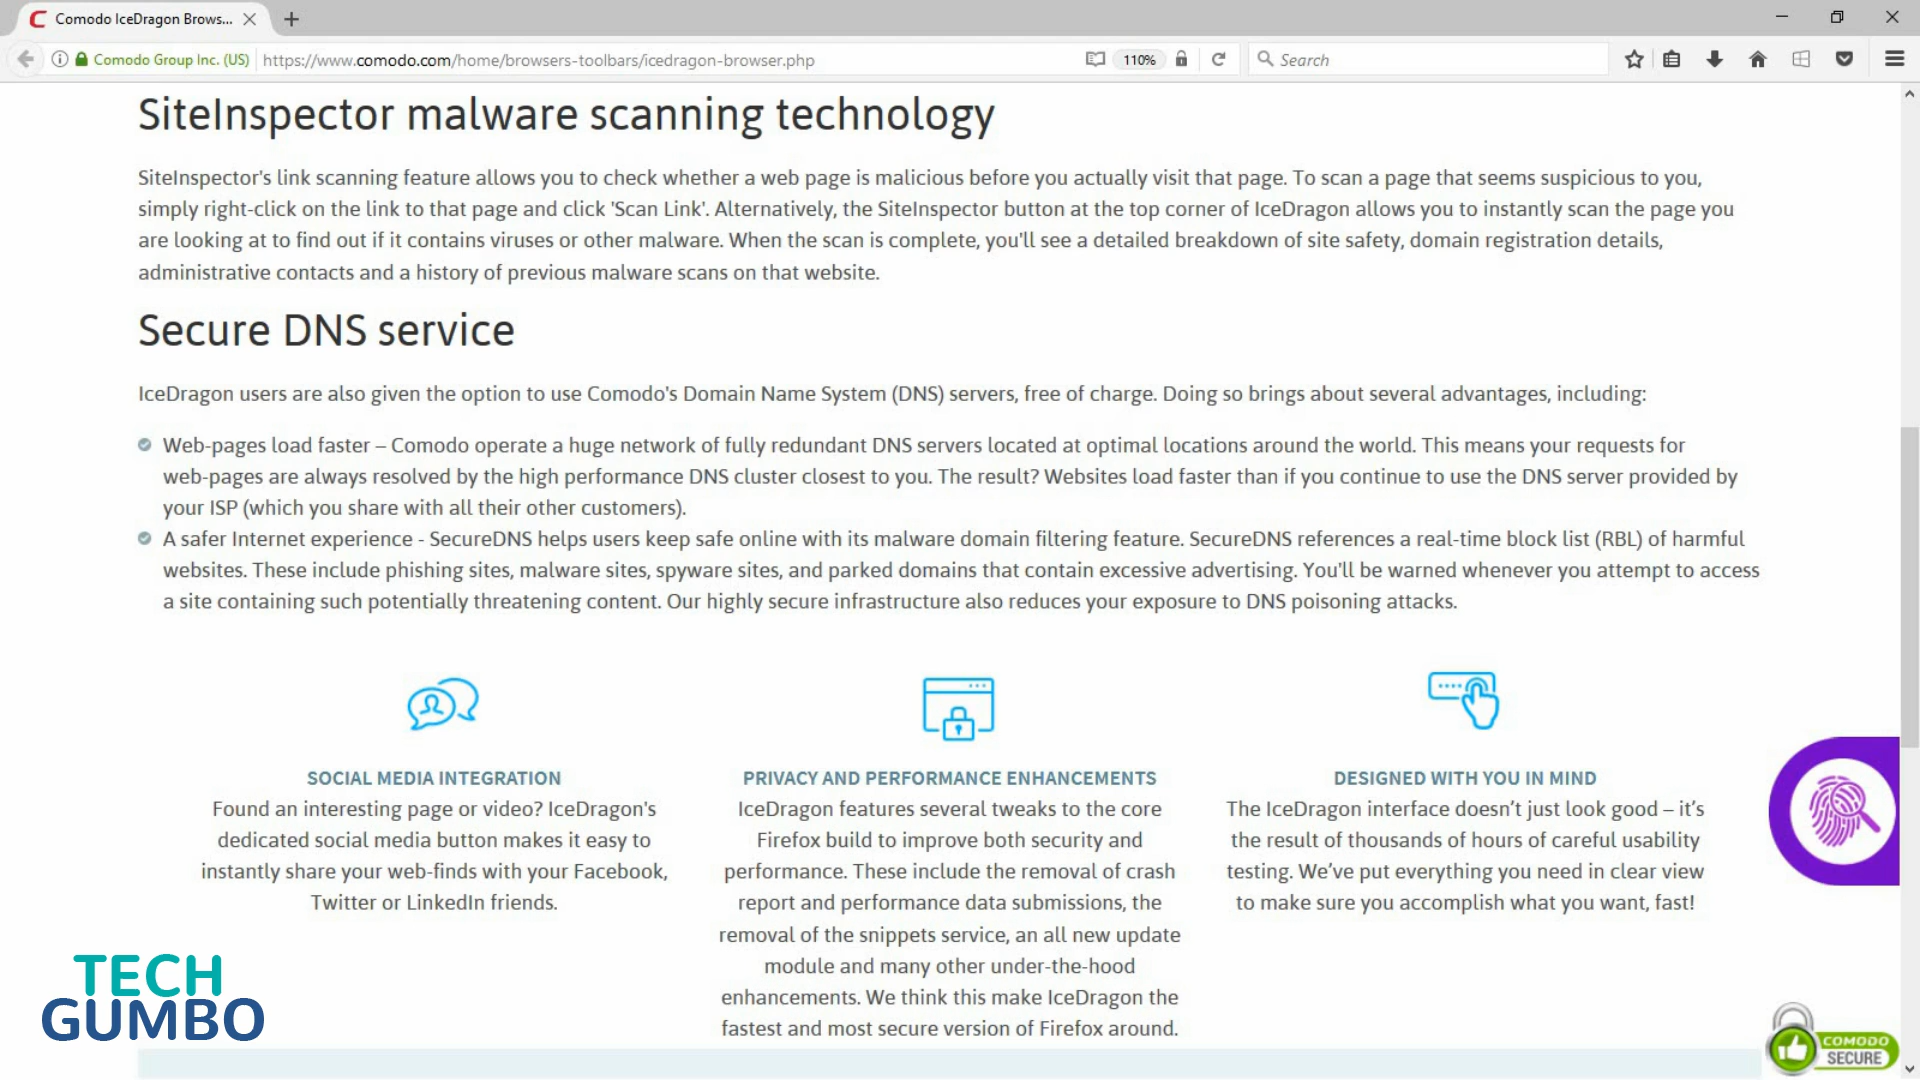 Comodo IceDragon Brows...
Comodo Group Inc. (US)
https://www.comodo.com/home/browsers-toolbars/icedragon-browser.php
110%
Search
SiteInspector malware scanning technology
SiteInspector's link scanning feature allows you to check whether a web page is malicious before you actually visit that page. To scan a page that seems suspicious to you,
simply right-click on the link to that page and click 'Scan Link'. Alternatively, the SiteInspector button at the top corner of IceDragon allows you to instantly scan the page you
are looking at to find out if it contains viruses or other malware. When the scan is complete, you'll see a detailed breakdown of site safety, domain registration details,
administrative contacts and a history of previous malware scans on that website.
Secure DNS service
IceDragon users are also given the option to use Comodo's Domain Name System (DNS) servers, free of charge. Doing so brings about several advantages, including:
Web-pages load faster – Comodo operate a huge network of fully redundant DNS servers located at optimal locations around the world. This means your requests for
web-pages are always resolved by the high performance DNS cluster closest to you. The result? Websites load faster than if you continue to use the DNS server provided by
your ISP (which you share with all their other customers).
A safer Internet experience - SecureDNS helps users keep safe online with its malware domain filtering feature. SecureDNS references a real-time block list (RBL) of harmful
websites. These include phishing sites, malware sites, spyware sites, and parked domains that contain excessive advertising. You'll be warned whenever you attempt to access
a site containing such potentially threatening content. Our highly secure infrastructure also reduces your exposure to DNS poisoning attacks.
SOCIAL MEDIA INTEGRATION
Found an interesting page or video? IceDragon's
dedicated social media button makes it easy to
instantly share your web-finds with your Facebook,
Twitter or LinkedIn friends.
PRIVACY AND PERFORMANCE ENHANCEMENTS
IceDragon features several tweaks to the core
Firefox build to improve both security and
performance. These include the removal of crash
report and performance data submissions, the
removal of the snippets service, an all new update
module and many other under-the-hood
enhancements. We think this make IceDragon the
fastest and most secure version of Firefox around.
DESIGNED WITH YOU IN MIND
The IceDragon interface doesn’t just look good – it’s
the result of thousands of hours of careful usability
testing. We’ve put everything you need in clear view
to make sure you accomplish what you want, fast!
TECH
GUMBO
COMODO
SECURE